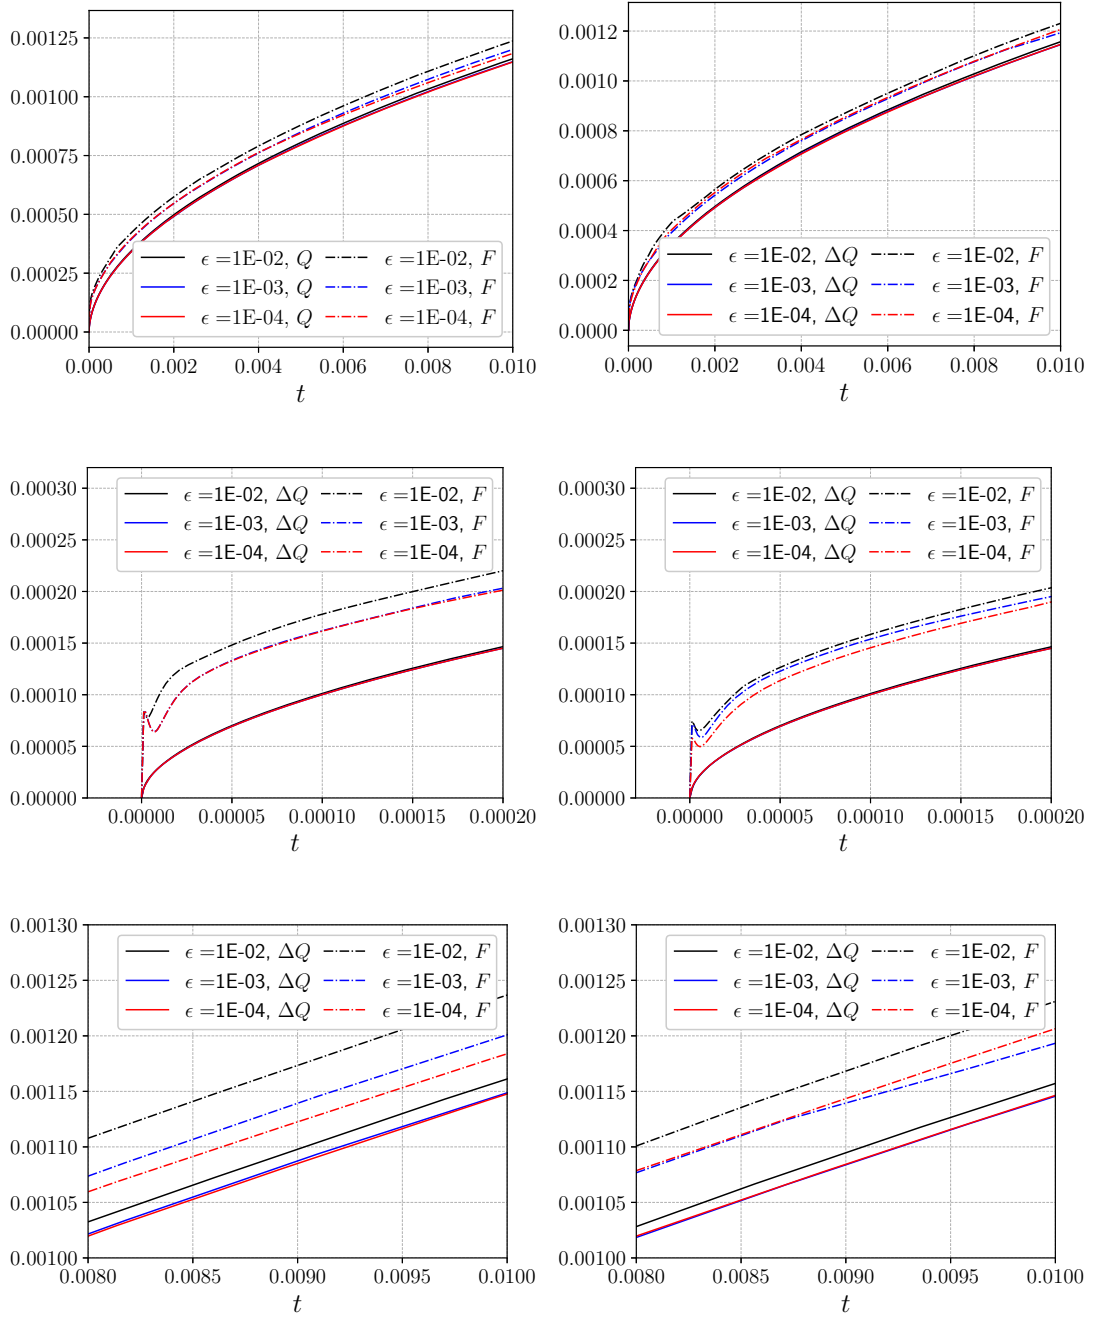 0.00125
0.00100
0.00075
0.00050
0.00025
0.00000
ϵ =1E-02, Q ϵ =1E-02, F
ϵ =1E-03, Q ϵ =1E-03, F
ϵ =1E-04, Q ϵ =1E-04, F
0.000 0.002 0.004 0.006 0.008 0.010
t
0.0012
0.0010
0.0008
0.0006
0.0004
0.0002
0.0000
ϵ =1E-02, ΔQ ϵ =1E-02, F
ϵ =1E-03, ΔQ ϵ =1E-03, F
ϵ =1E-04, ΔQ ϵ =1E-04, F
0.000 0.002 0.004 0.006 0.008 0.010
t
0.00030
0.00025
0.00020
0.00015
0.00010
0.00005
0.00000
ϵ =1E-02, ΔQ ϵ =1E-02, F
ϵ =1E-03, ΔQ ϵ =1E-03, F
ϵ =1E-04, ΔQ ϵ =1E-04, F
0.00000 0.00005 0.00010 0.00015 0.00020
t
0.00030
0.00025
0.00020
0.00015
0.00010
0.00005
0.00000
ϵ =1E-02, ΔQ ϵ =1E-02, F
ϵ =1E-03, ΔQ ϵ =1E-03, F
ϵ =1E-04, ΔQ ϵ =1E-04, F
0.00000 0.00005 0.00010 0.00015 0.00020
t
0.00130
0.00125
0.00120
0.00115
0.00110
0.00105
0.00100
ϵ =1E-02, ΔQ ϵ =1E-02, F
ϵ =1E-03, ΔQ ϵ =1E-03, F
ϵ =1E-04, ΔQ ϵ =1E-04, F
0.0080 0.0085 0.0090 0.0095 0.0100
t
0.00130
0.00125
0.00120
0.00115
0.00110
0.00105
0.00100
ϵ =1E-02, ΔQ ϵ =1E-02, F
ϵ =1E-03, ΔQ ϵ =1E-03, F
ϵ =1E-04, ΔQ ϵ =1E-04, F
0.0080 0.0085 0.0090 0.0095 0.0100
t